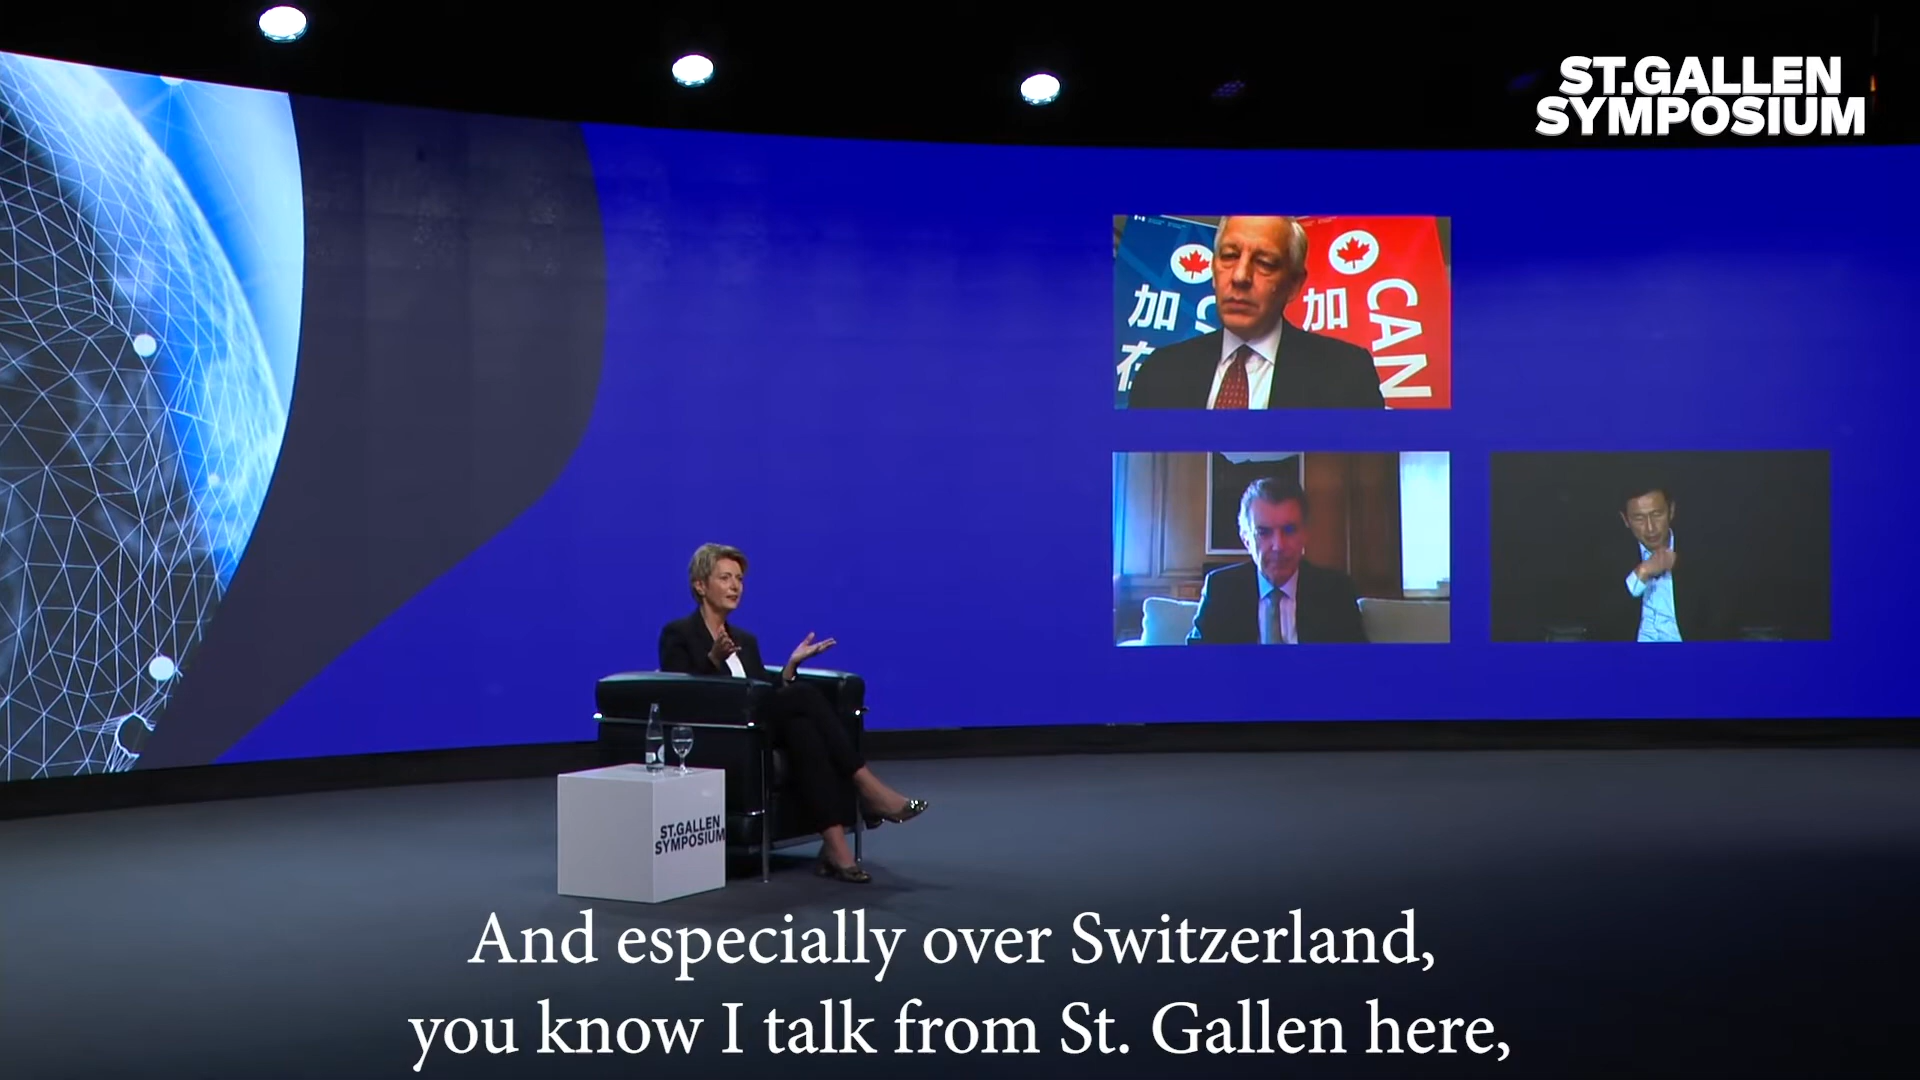 ST.GALLEN
SYMPOSIUM
加
加
CAN
ST.GALLEN
SYMPOSIUM
And especially over Switzerland,
you know I talk from St. Gallen here,